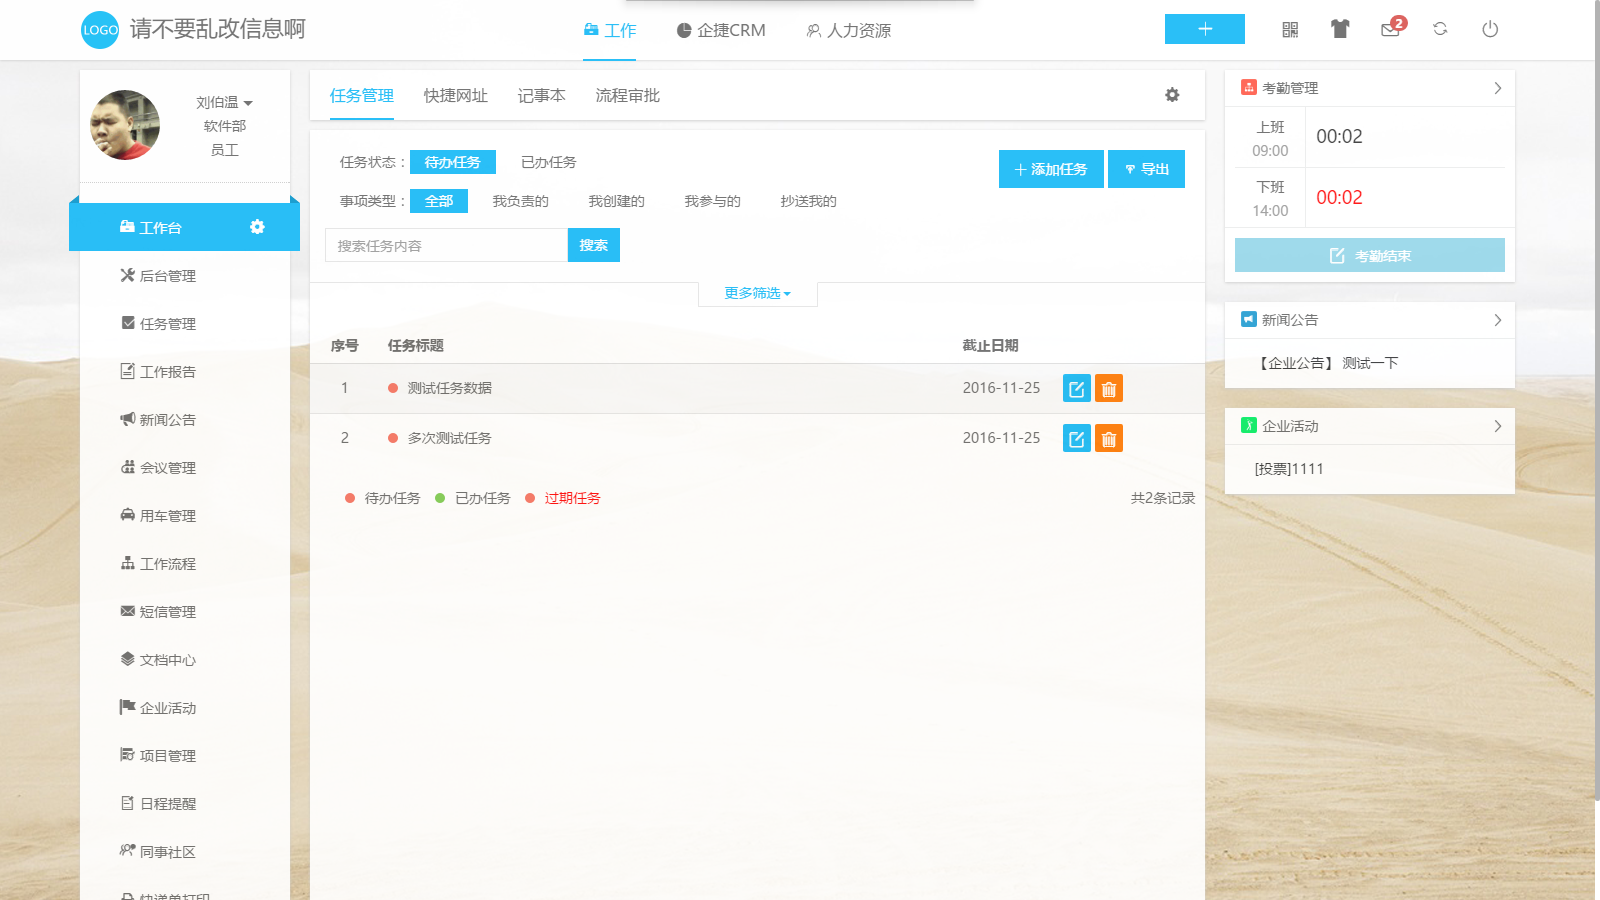 LOGO 请不要乱改信息啊
工作 企捷CRM 人力资源
2
刘伯温
软件部
员工
工作台
后台管理
任务管理
工作报告
新闻公告
会议管理
用车管理
工作流程
短信管理
文档中心
企业活动
项目管理
日程提醒
同事社区
快递单打印
任务管理 快捷网址 记事本 流程审批
任务状态： 待办任务 已办任务
添加任务 导出
事项类型： 全部 我负责的 我创建的 我参与的 抄送我的
搜索任务内容 搜索
更多筛选
序号 任务标题 截止日期
1 测试任务数据 2016-11-25
2 多次测试任务 2016-11-25
待办任务 已办任务 过期任务 共2条记录
考勤管理
上班
09:00
00:02
下班
14:00
00:02
考勤结束
新闻公告
【企业公告】 测试一下
企业活动
[投票]1111